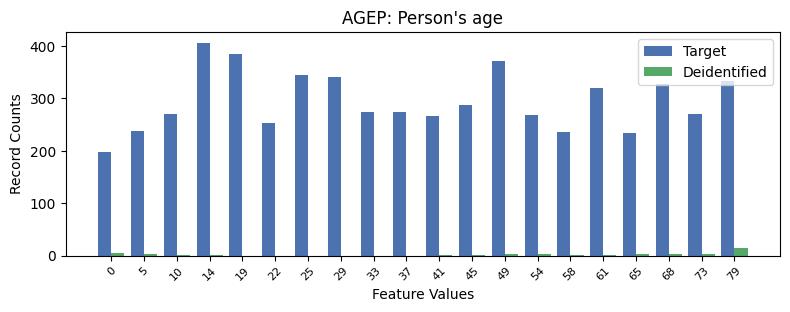 AGEP: Person's age
Target
Deidentified
Record Counts
400
300
200
100
0
0 5 10 14 19 22 25 29 33 37 41 45 49 54 58 61 65 68 73 79
Feature Values